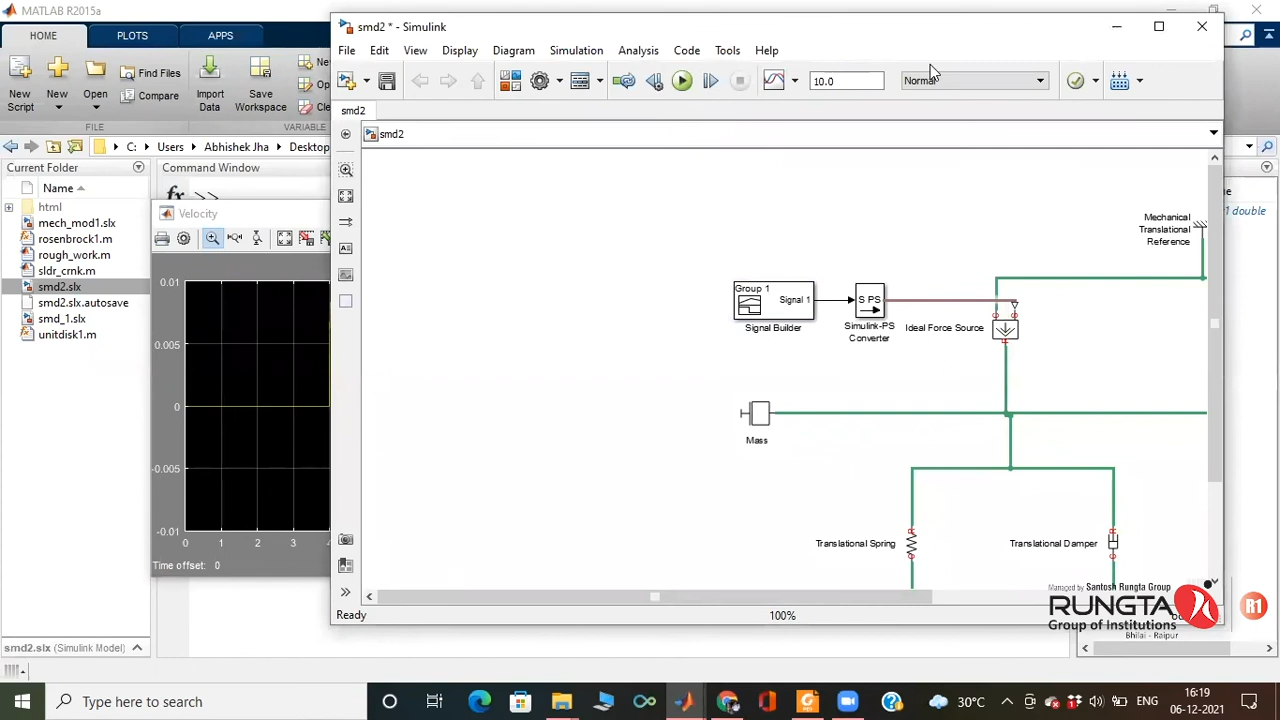 MATLAB R2015a
HOME
PLOTS
APPS
New Script
New
Open
Find Files
Compare
Import Data
Save Workspace
FILE
VARIABLE
C:
Users
Abhishek Jha
Desktop
Current Folder
Command Window
Name
html
mech_mod1.slx
rosenbrock1.m
rough_work.m
sldr_crnk.m
smd2.slx
smd2.slx.autosave
smd_1.slx
unitdisk1.m
fx >>
Velocity
0.01
0.005
0
-0.005
-0.01
0
1
2
3
Time offset: 0
smd2.slx (Simulink Model)
smd2 * - Simulink
File
Edit
View
Display
Diagram
Simulation
Analysis
Code
Tools
Help
10.0
Normal
smd2
smd2
Mechanical
Translational
Reference
Group 1
Signal 1
Signal Builder
S PS
Simulink-PS
Converter
Ideal Force Source
Mass
Translational Spring
Translational Damper
Ready
100%
1 double
Managed by Santosh Rungta Group
RUNGTA
Group of Institutions
Bhilai - Raipur
R1
Type here to search
30°C
ENG
16:19
06-12-2021